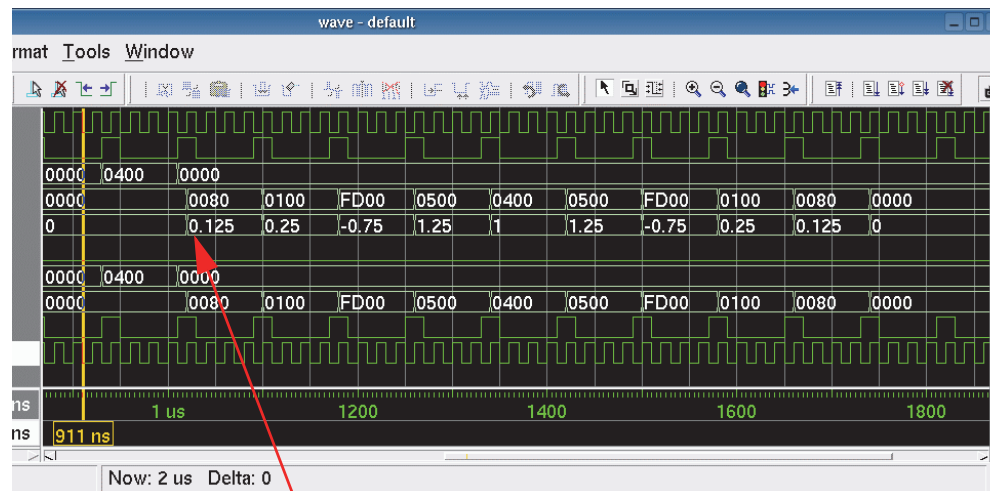 wave - default
rmat Tools Window
0000 0400 0000
0000 0080 0100 FD00 0500 0400 0500 FD00 0100 0080 0000
0 0.125 0.25 -0.75 1.25 1 1.25 -0.75 0.25 0.125 0
0000 0400 0000
0000 0080 0100 FD00 0500 0400 0500 FD00 0100 0080 0000
ns 1 us 1200 1400 1600 1800
ns 911 ns
Now: 2 us Delta: 0